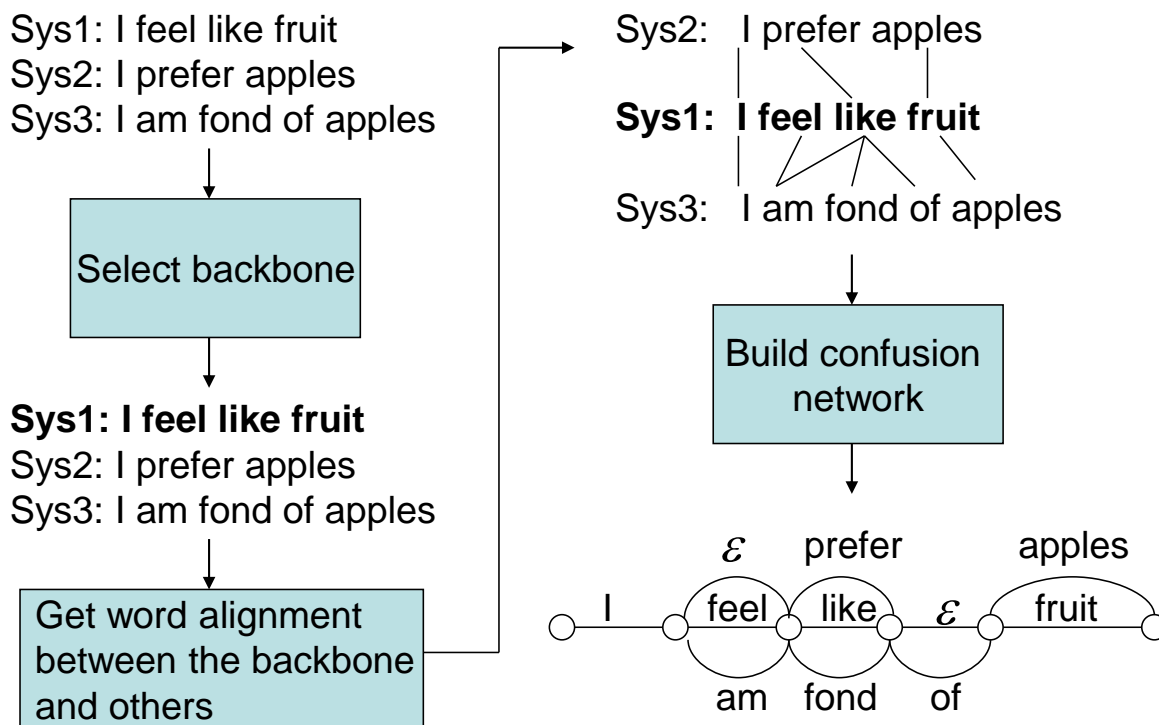 Sys1: I feel like fruit
Sys2: I prefer apples
Sys3: I am fond of apples
Select backbone
Sys1: I feel like fruit
Sys2: I prefer apples
Sys3: I am fond of apples
Get word alignment
between the backbone
and others
Sys2: I prefer apples
Sys1: I feel like fruit
Sys3: I am fond of apples
Build confusion
network
ε prefer apples
I feel like ε fruit
am fond of